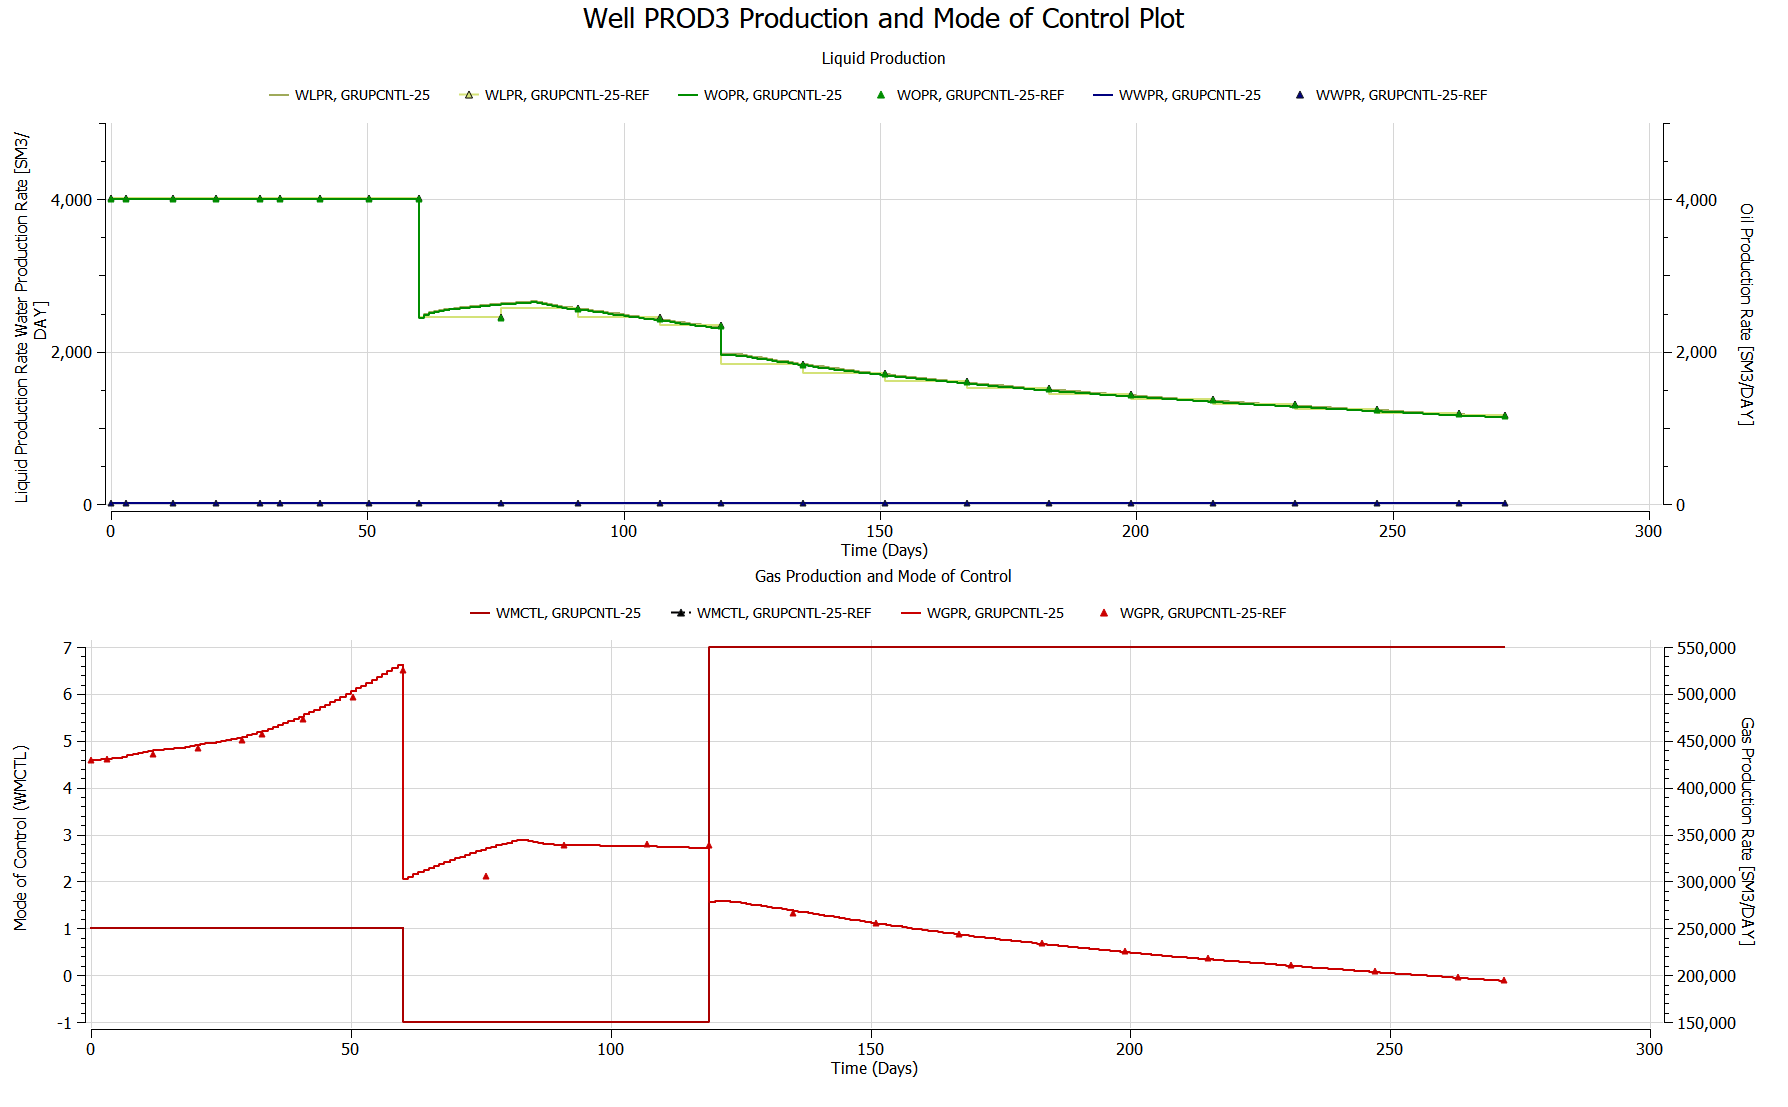 Well PROD3 Production and Mode of Control Plot
Liquid Production
WLPR, GRUPCNTL-25
WLPR, GRUPCNTL-25-REF
WOPR, GRUPCNTL-25
WOPR, GRUPCNTL-25-REF
WWPR, GRUPCNTL-25
WWPR, GRUPCNTL-25-REF
Liquid Production Rate Water Production Rate [SM3/
DAY]
4,000
2,000
0
4,000
2,000
0
Oil Production Rate [SM3/DAY]
0
50
100
150
200
250
300
Time (Days)
Gas Production and Mode of Control
WMCTL, GRUPCNTL-25
WMCTL, GRUPCNTL-25-REF
WGPR, GRUPCNTL-25
WGPR, GRUPCNTL-25-REF
Mode of Control (WMCTL)
7
6
5
4
3
2
1
0
-1
550,000
500,000
450,000
400,000
350,000
300,000
250,000
200,000
150,000
Gas Production Rate [SM3/DAY]
0
50
100
150
200
250
300
Time (Days)